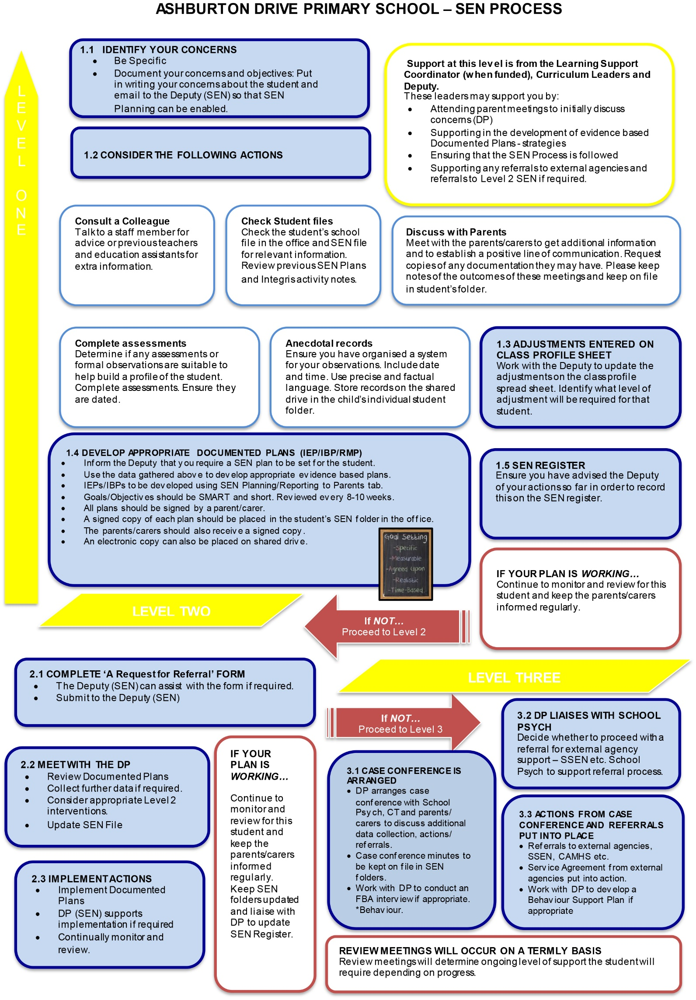 ASHBURTON DRIVE PRIMARY SCHOOL – SEN PROCESS
LEVEL ONE
1.1 IDENTIFY YOUR CONCERNS
• Be Specific
• Document your concerns and objectives: Put
in writing your concerns about the student and
email to the Deputy (SEN) so that SEN
Planning can be enabled.
Support at this level is from the Learning Support
Coordinator (when funded), Curriculum Leaders and
Deputy.
These leaders may support you by:
• Attending parent meetings to initially discuss
concerns (DP)
• Supporting in the development of evidence based
Documented Plans - strategies
• Ensuring that the SEN Process is followed
• Supporting any referrals to external agencies and
referrals to Level 2 SEN if required.
1.2 CONSIDER THE FOLLOWING ACTIONS
Consult a Colleague
Talk to a staff member for
advice or previous teachers
and education assistants for
extra information.
Check Student files
Check the student’s school
file in the office and SEN file
for relevant information.
Review previous SEN Plans
and Integris activity notes.
Discuss with Parents
Meet with the parents/carers to get additional information
and to establish a positive line of communication. Request
copies of any documentation they may have. Please keep
notes of the outcomes of these meetings and keep on file
in student’s folder.
Complete assessments
Determine if any assessments or
formal observations are suitable to
help build a profile of the student.
Complete assessments. Ensure they
are dated.
Anecdotal records
Ensure you have organised a system
for your observations. Include date
and time. Use precise and factual
language. Store records on the shared
drive in the child’s individual student
folder.
1.3 ADJUSTMENTS ENTERED ON
CLASS PROFILE SHEET
Work with the Deputy to update the
adjustments on the class profile
spread sheet. Identify what level of
adjustment will be required for that
student.
1.4 DEVELOP APPROPRIATE DOCUMENTED PLANS (IEP/IBP/RMP)
• Inform the Deputy that you require a SEN plan to be set for the student.
• Use the data gathered above to develop appropriate evidence based plans.
• IEPs/IBPs to be developed using SEN Planning/Reporting to Parents tab.
• Goals/Objectives should be SMART and short. Reviewed every 8-10 weeks.
• All plans should be signed by a parent/carer.
• A signed copy of each plan should be placed in the student’s SEN folder in the office.
• The parents/carers should also receive a signed copy.
• An electronic copy can also be placed on shared drive.
Goal Setting
-Specific
-Measurable
-Agreed Upon
-Realistic
-Time-Based
1.5 SEN REGISTER
Ensure you have advised the Deputy
of your actions so far in order to record
this on the SEN register.
IF YOUR PLAN IS WORKING…
Continue to monitor and review for this
student and keep the parents/carers
informed regularly.
If NOT…
Proceed to Level 2
LEVEL TWO
2.1 COMPLETE ‘A Request for Referral’ FORM
• The Deputy (SEN) can assist with the form if required.
• Submit to the Deputy (SEN)
2.2 MEET WITH THE DP
• Review Documented Plans
• Collect further data if required.
• Consider appropriate Level 2
interventions.
• Update SEN File
2.3 IMPLEMENT ACTIONS
• Implement Documented
Plans
• DP (SEN) supports
implementation if required
• Continually monitor and
review.
IF YOUR
PLAN IS
WORKING…
Continue to
monitor and
review for this
student and
keep the
parents/carers
informed
regularly.
Keep SEN
folders updated
and liaise with
DP to update
SEN Register.
If NOT…
Proceed to Level 3
LEVEL THREE
3.1 CASE CONFERENCE IS
ARRANGED
• DP arranges case
conference with School
Psych, CT and parents/
carers to discuss additional
data collection, actions/
referrals.
• Case conference minutes to
be kept on file in SEN
folders.
• Work with DP to conduct an
FBA interview if appropriate.
*Behaviour.
3.2 DP LIAISES WITH SCHOOL
PSYCH
Decide whether to proceed with a
referral for external agency
support – SSEN etc. School
Psych to support referral process.
3.3 ACTIONS FROM CASE
CONFERENCE AND REFERRALS
PUT INTO PLACE
• Referrals to external agencies,
SSEN, CAMHS etc.
• Service Agreement from external
agencies put into action.
• Work with DP to develop a
Behaviour Support Plan if
appropriate
REVIEW MEETINGS WILL OCCUR ON A TERMLY BASIS
Review meetings will determine ongoing level of support the student will
require depending on progress.